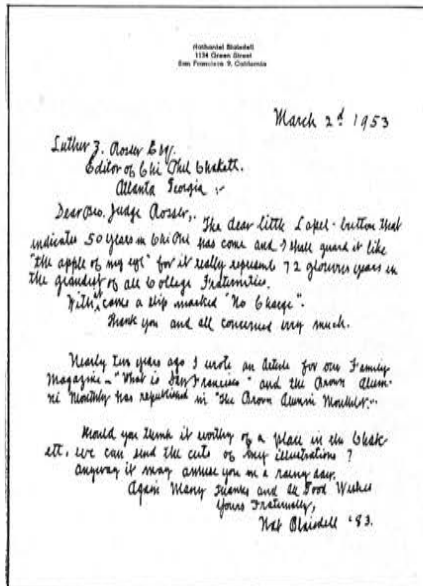 Nathaniel Blaisdell
1134 Green Street
San Francisco 9, California
March 2d 1953
Luther Z. Rosser Esq.
Editor of Chi Phi Chakett.
Atlanta Georgia :-
Dear Bro. Judge Rosser,. The dear little Lapel-button that
indicates 50 years in Chi Phi has come and I shall guard it like
"the apple of my eye" for it really represents 72 glorious years in
the grandest of all College Fraternities.
With it came a slip marked "No Charge".
Thank you and all concerned very much.
Nearly two years ago I wrote an Article for our Family
Magazine - "What is San Francisco" and the Brown Alum-
ni Monthly has republished in "The Brown Alumni Monthly".
Would you think it worthy of a place in the Chak-
ett, we can send the cuts of my illustrations?
Anyway it may amuse you on a rainy day.
Again Many Thanks and all Good Wishes
Yours Fraternally,
Nat Blaisdell '83.